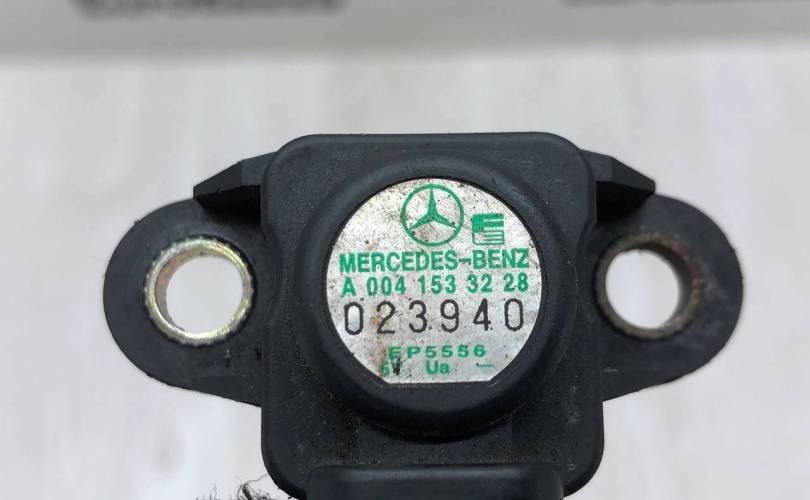 MERCEDES-BENZ
A 004 153 32 28
023940
EP5556
5V Ua —